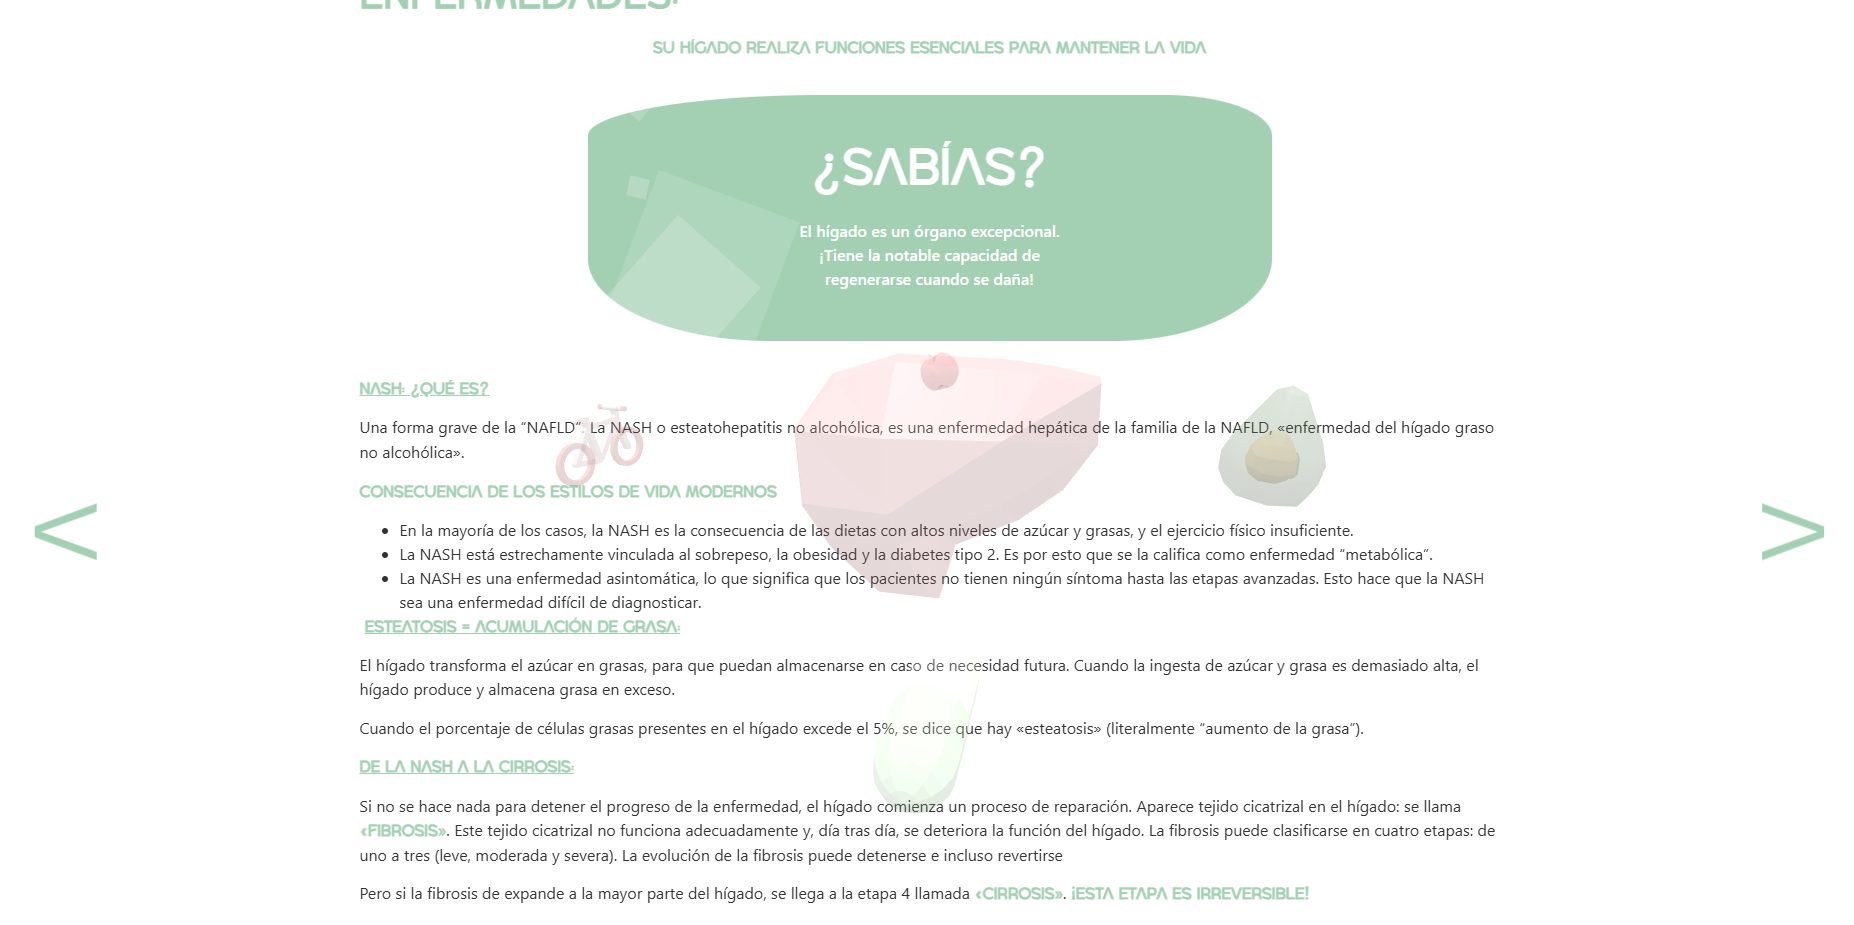 ENFERMEDADES:
SU HÍGADO REALIZA FUNCIONES ESENCIALES PARA MANTENER LA VIDA
¿SABÍAS?
El hígado es un órgano excepcional.
¡Tiene la notable capacidad de
regenerarse cuando se daña!
NASH: ¿QUÉ ES?
Una forma grave de la “NAFLD”. La NASH o esteatohepatitis no alcohólica, es una enfermedad hepática de la familia de la NAFLD, «enfermedad del hígado graso
no alcohólica».
CONSECUENCIA DE LOS ESTILOS DE VIDA MODERNOS
<
>
• En la mayoría de los casos, la NASH es la consecuencia de las dietas con altos niveles de azúcar y grasas, y el ejercicio físico insuficiente.
• La NASH está estrechamente vinculada al sobrepeso, la obesidad y la diabetes tipo 2. Es por esto que se la califica como enfermedad “metabólica”.
• La NASH es una enfermedad asintomática, lo que significa que los pacientes no tienen ningún síntoma hasta las etapas avanzadas. Esto hace que la NASH
sea una enfermedad difícil de diagnosticar.
ESTEATOSIS = ACUMULACIÓN DE GRASA:
El hígado transforma el azúcar en grasas, para que puedan almacenarse en caso de necesidad futura. Cuando la ingesta de azúcar y grasa es demasiado alta, el
hígado produce y almacena grasa en exceso.
Cuando el porcentaje de células grasas presentes en el hígado excede el 5%, se dice que hay «esteatosis» (literalmente “aumento de la grasa”).
DE LA NASH A LA CIRROSIS:
Si no se hace nada para detener el progreso de la enfermedad, el hígado comienza un proceso de reparación. Aparece tejido cicatrizal en el hígado: se llama
«FIBROSIS». Este tejido cicatrizal no funciona adecuadamente y, día tras día, se deteriora la función del hígado. La fibrosis puede clasificarse en cuatro etapas: de
uno a tres (leve, moderada y severa). La evolución de la fibrosis puede detenerse e incluso revertirse
Pero si la fibrosis de expande a la mayor parte del hígado, se llega a la etapa 4 llamada «CIRROSIS». ¡ESTA ETAPA ES IRREVERSIBLE!